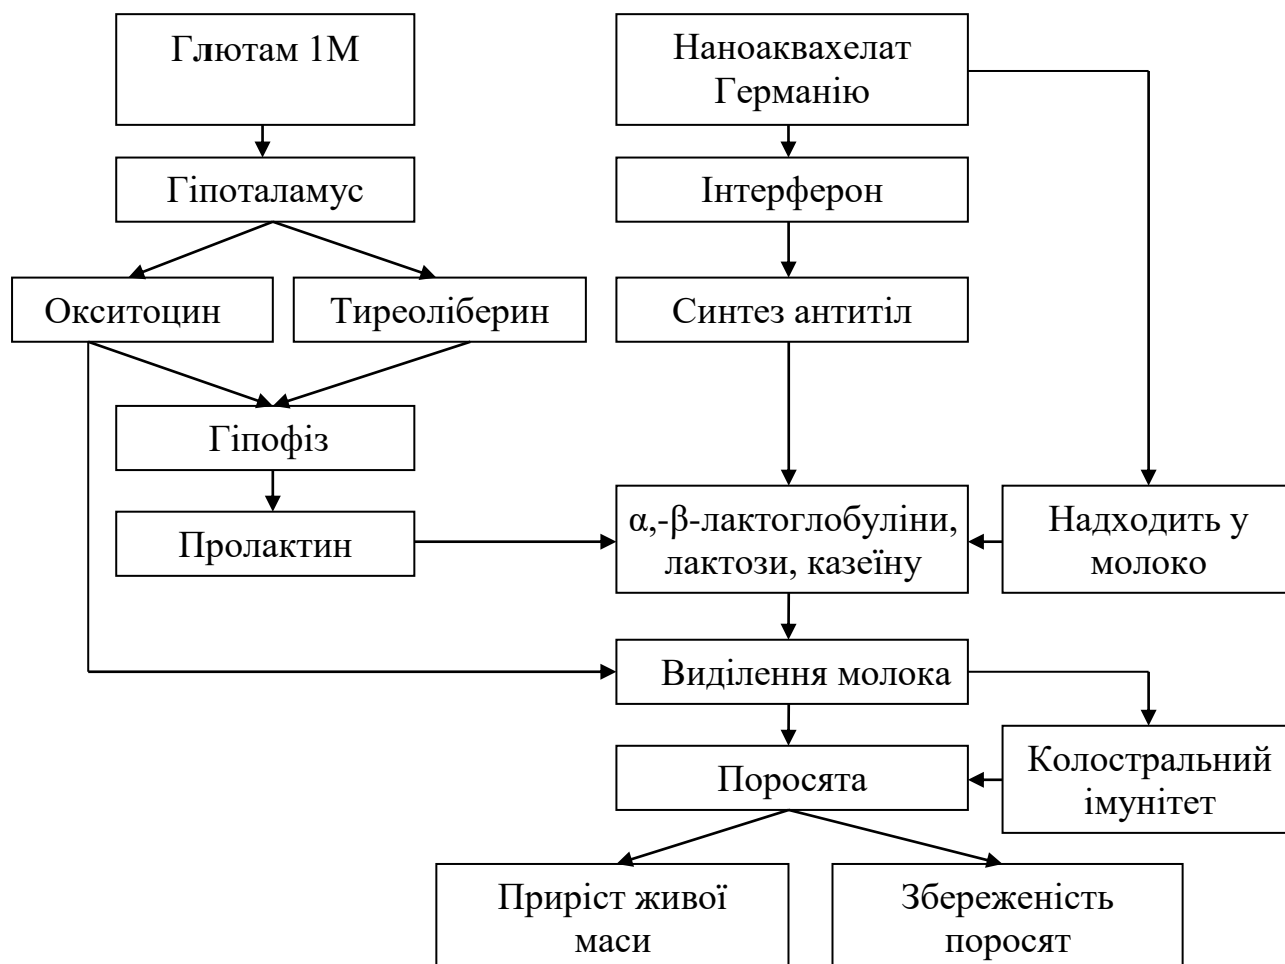 Глютам 1М
Наноаквахелат
Германію
Гіпоталамус
Інтерферон
Окситоцин
Тиреоліберин
Синтез антитіл
Гіпофіз
Пролактин
α,-β-лактоглобуліни,
лактози, казеїну
Надходить у
молоко
Виділення молока
Поросята
Колостральний
імунітет
Приріст живої
маси
Збереженість
поросят